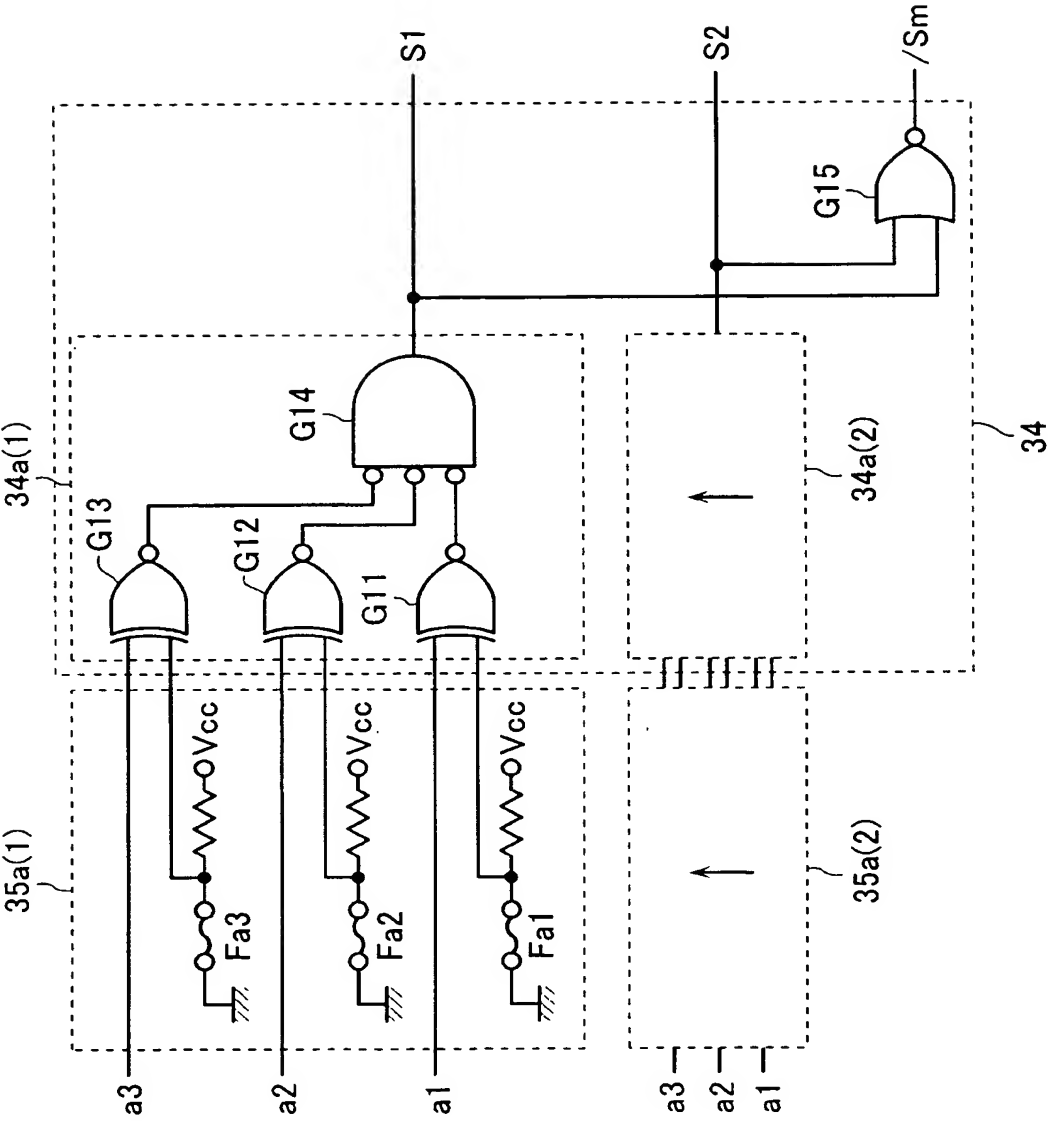 35a(1)
34a(1)
a3
Fa3
Vcc
G13
a2
Fa2
Vcc
G12
a1
Fa1
Vcc
G11
G14
S1
35a(2)
34a(2)
a3
a2
a1
S2
G15
/Sm
34